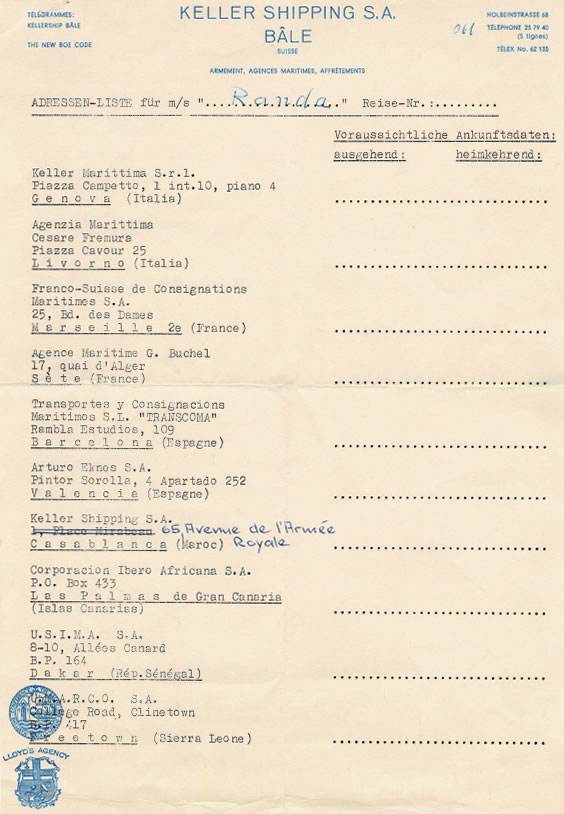 TÉLÉGRAMMES:
KELLERSHIP BÂLE
THE NEW BOE CODE
KELLER SHIPPING S.A.
BÂLE
SUISSE
ARMEMENT, AGENCES MARITIMES, AFFRÈTEMENTS
061
HOLBEINSTRASSE 68
TÉLÉPHONE 23 79 40
(5 lignes)
TÉLEX No. 62 135
ADRESSEN-LISTE für m/s "....Randa.." Reise-Nr.:.........
Voraussichtliche Ankunftsdaten:
ausgehend: heimkehrend:
Keller Marittima S.r.l.
Piazza Campetto, 1 int.10, piano 4
Genova (Italia)
Agenzia Marittima
Cesare Fremura
Piazza Cavour 25
Livorno (Italia)
Franco-Suisse de Consignations
Maritimes S.A.
25, Bd. des Dames
Marseille 2e (France)
Agence Maritime G. Buchel
17, quai d'Alger
Sète (France)
Transportes y Consignacions
Maritimos S.L. "TRANSCOMA"
Rambla Estudios, 109
Barcelona (Espagne)
Arturo Eknes S.A.
Pintor Sorolla, 4 Apartado 252
Valencia (Espagne)
Keller Shipping S.A.
1, Place Mirabeau 65, Avenue de l'Armée
Casablanca (Maroc) Royale
Corporacion Ibero Africana S.A.
P.O. Box 433
Las Palmas de Gran Canaria
(Islas Canarias)
U.S.I.M.A. S.A.
8-10, Allées Canard
B.P. 164
Dakar (Rép.Sénégal)
S.A.
Road, Clinetown
417
Freetown (Sierra Leone)
LLOYD'S AGENCY